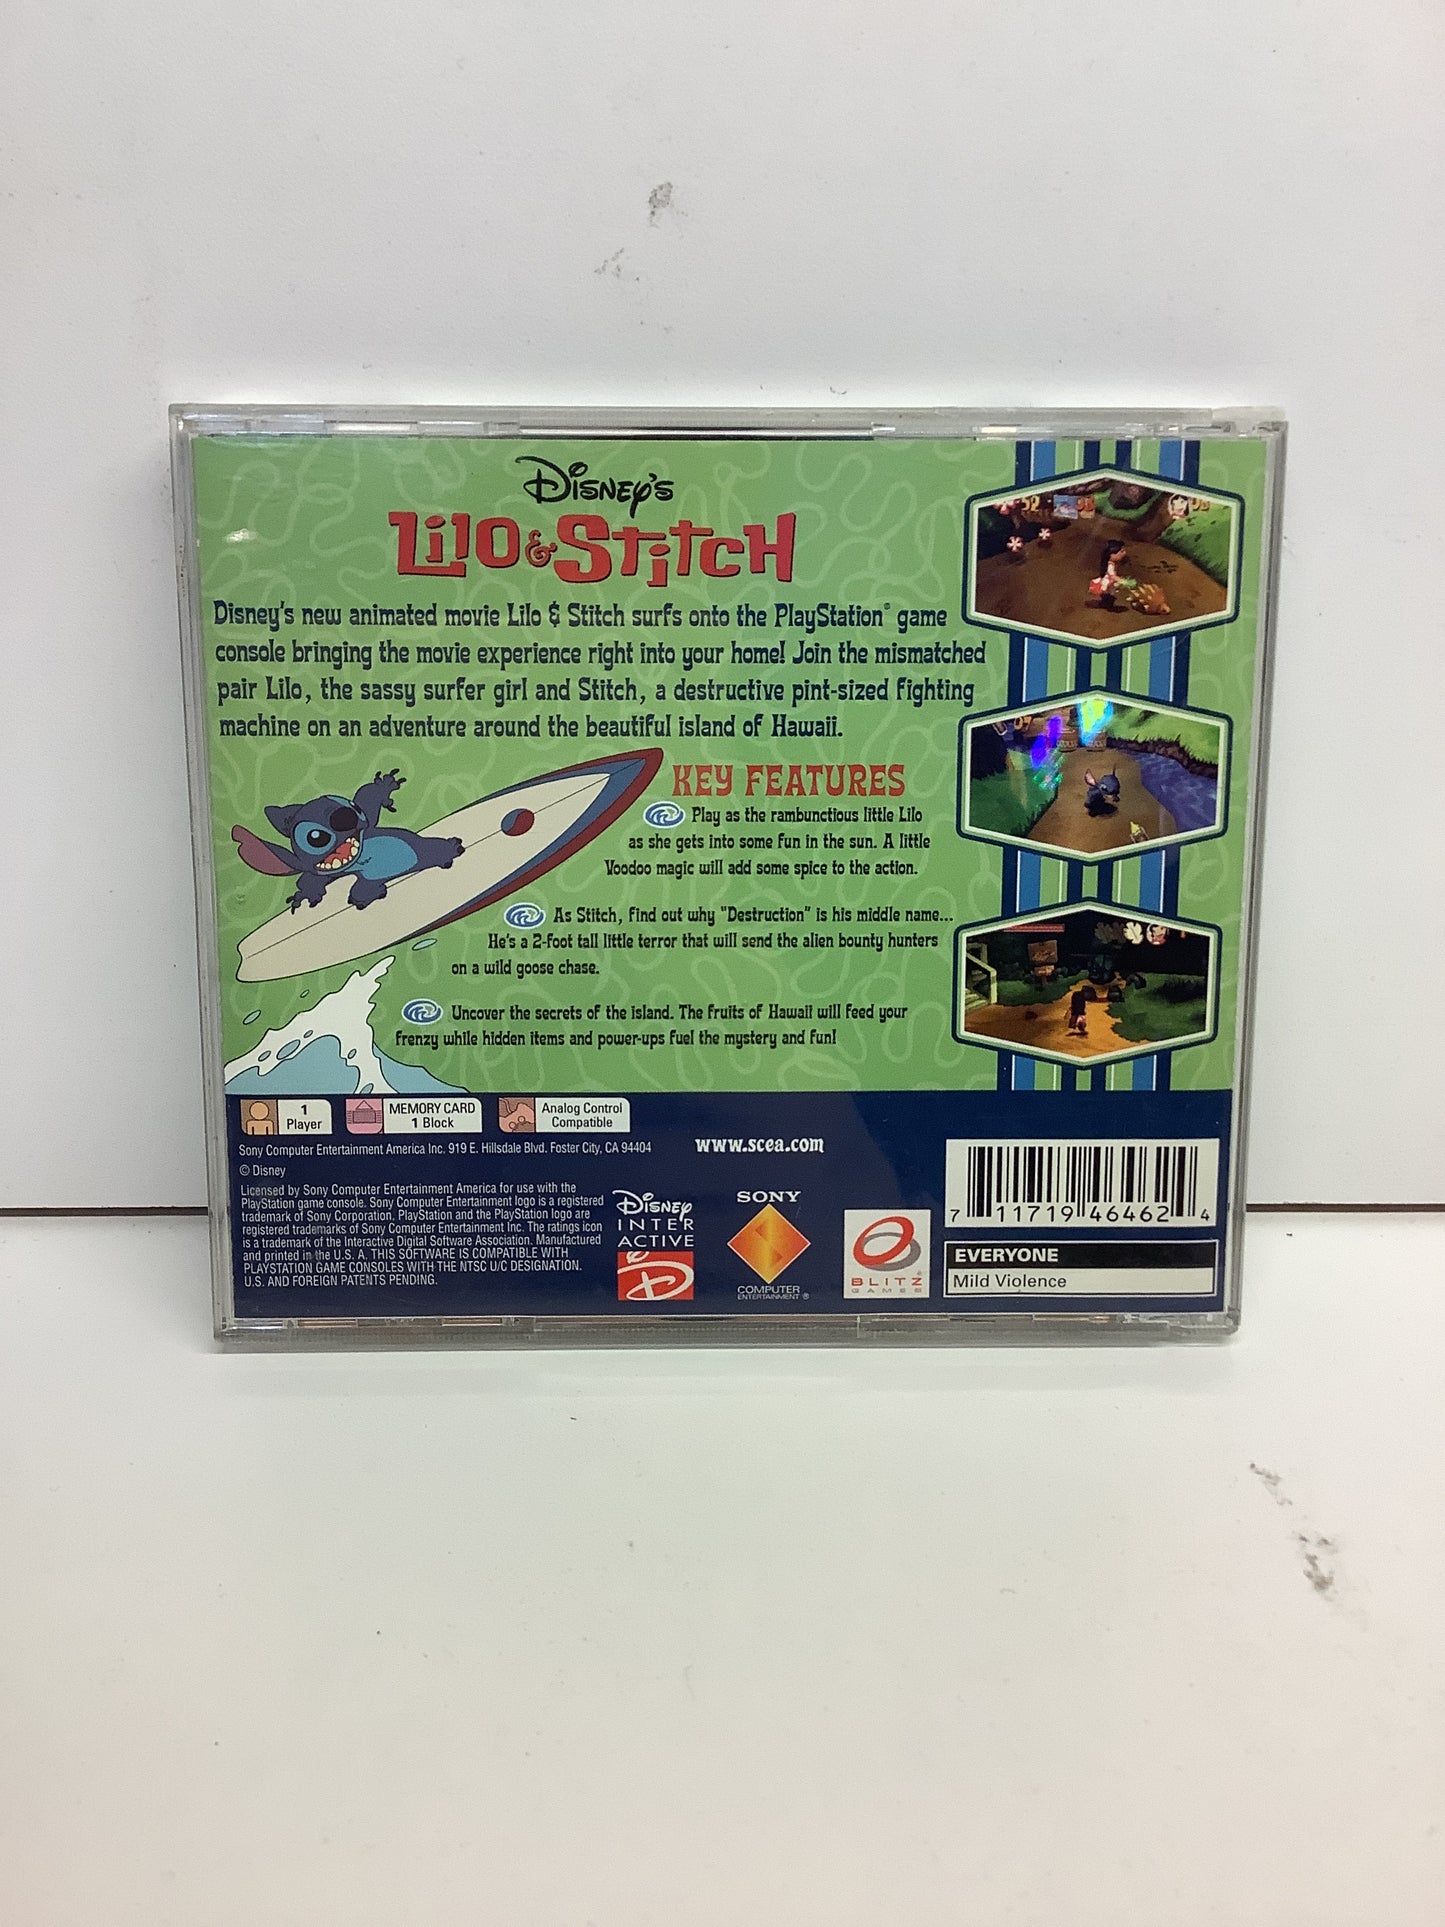 Disney's
Lilo & Stitch
Disney's new animated movie Lilo & Stitch surfs onto the PlayStation® game
console bringing the movie experience right into your home! Join the mismatched
pair Lilo, the sassy surfer girl and Stitch, a destructive pint-sized fighting
machine on an adventure around the beautiful island of Hawaii.
KEY FEATURES
Play as the rambunctious little Lilo
as she gets into some fun in the sun. A little
Voodoo magic will add some spice to the action.
As Stitch, find out why "Destruction" is his middle name...
He's a 2-foot tall little terror that will send the alien bounty hunters
on a wild goose chase.
Uncover the secrets of the island. The fruits of Hawaii will feed your
frenzy while hidden items and power-ups fuel the mystery and fun!
1
Player
MEMORY CARD
1 Block
Analog Control
Compatible
Sony Computer Entertainment America Inc. 919 E. Hillsdale Blvd. Foster City, CA 94404
www.scea.com
© Disney
Licensed by Sony Computer Entertainment America for use with the
PlayStation game console. Sony Computer Entertainment logo is a registered
trademark of Sony Corporation. PlayStation and the PlayStation logo are
registered trademarks of Sony Computer Entertainment Inc. The ratings icon
is a trademark of the Interactive Digital Software Association. Manufactured
and printed in the U. S. A. THIS SOFTWARE IS COMPATIBLE WITH
PLAYSTATION GAME CONSOLES WITH THE NTSC U/C DESIGNATION.
U.S. AND FOREIGN PATENTS PENDING.
Disney
INTER
ACTIVE
SONY
COMPUTER
ENTERTAINMENT ®
BLITZ
GAMES
7 11719 46462 4
EVERYONE
Mild Violence